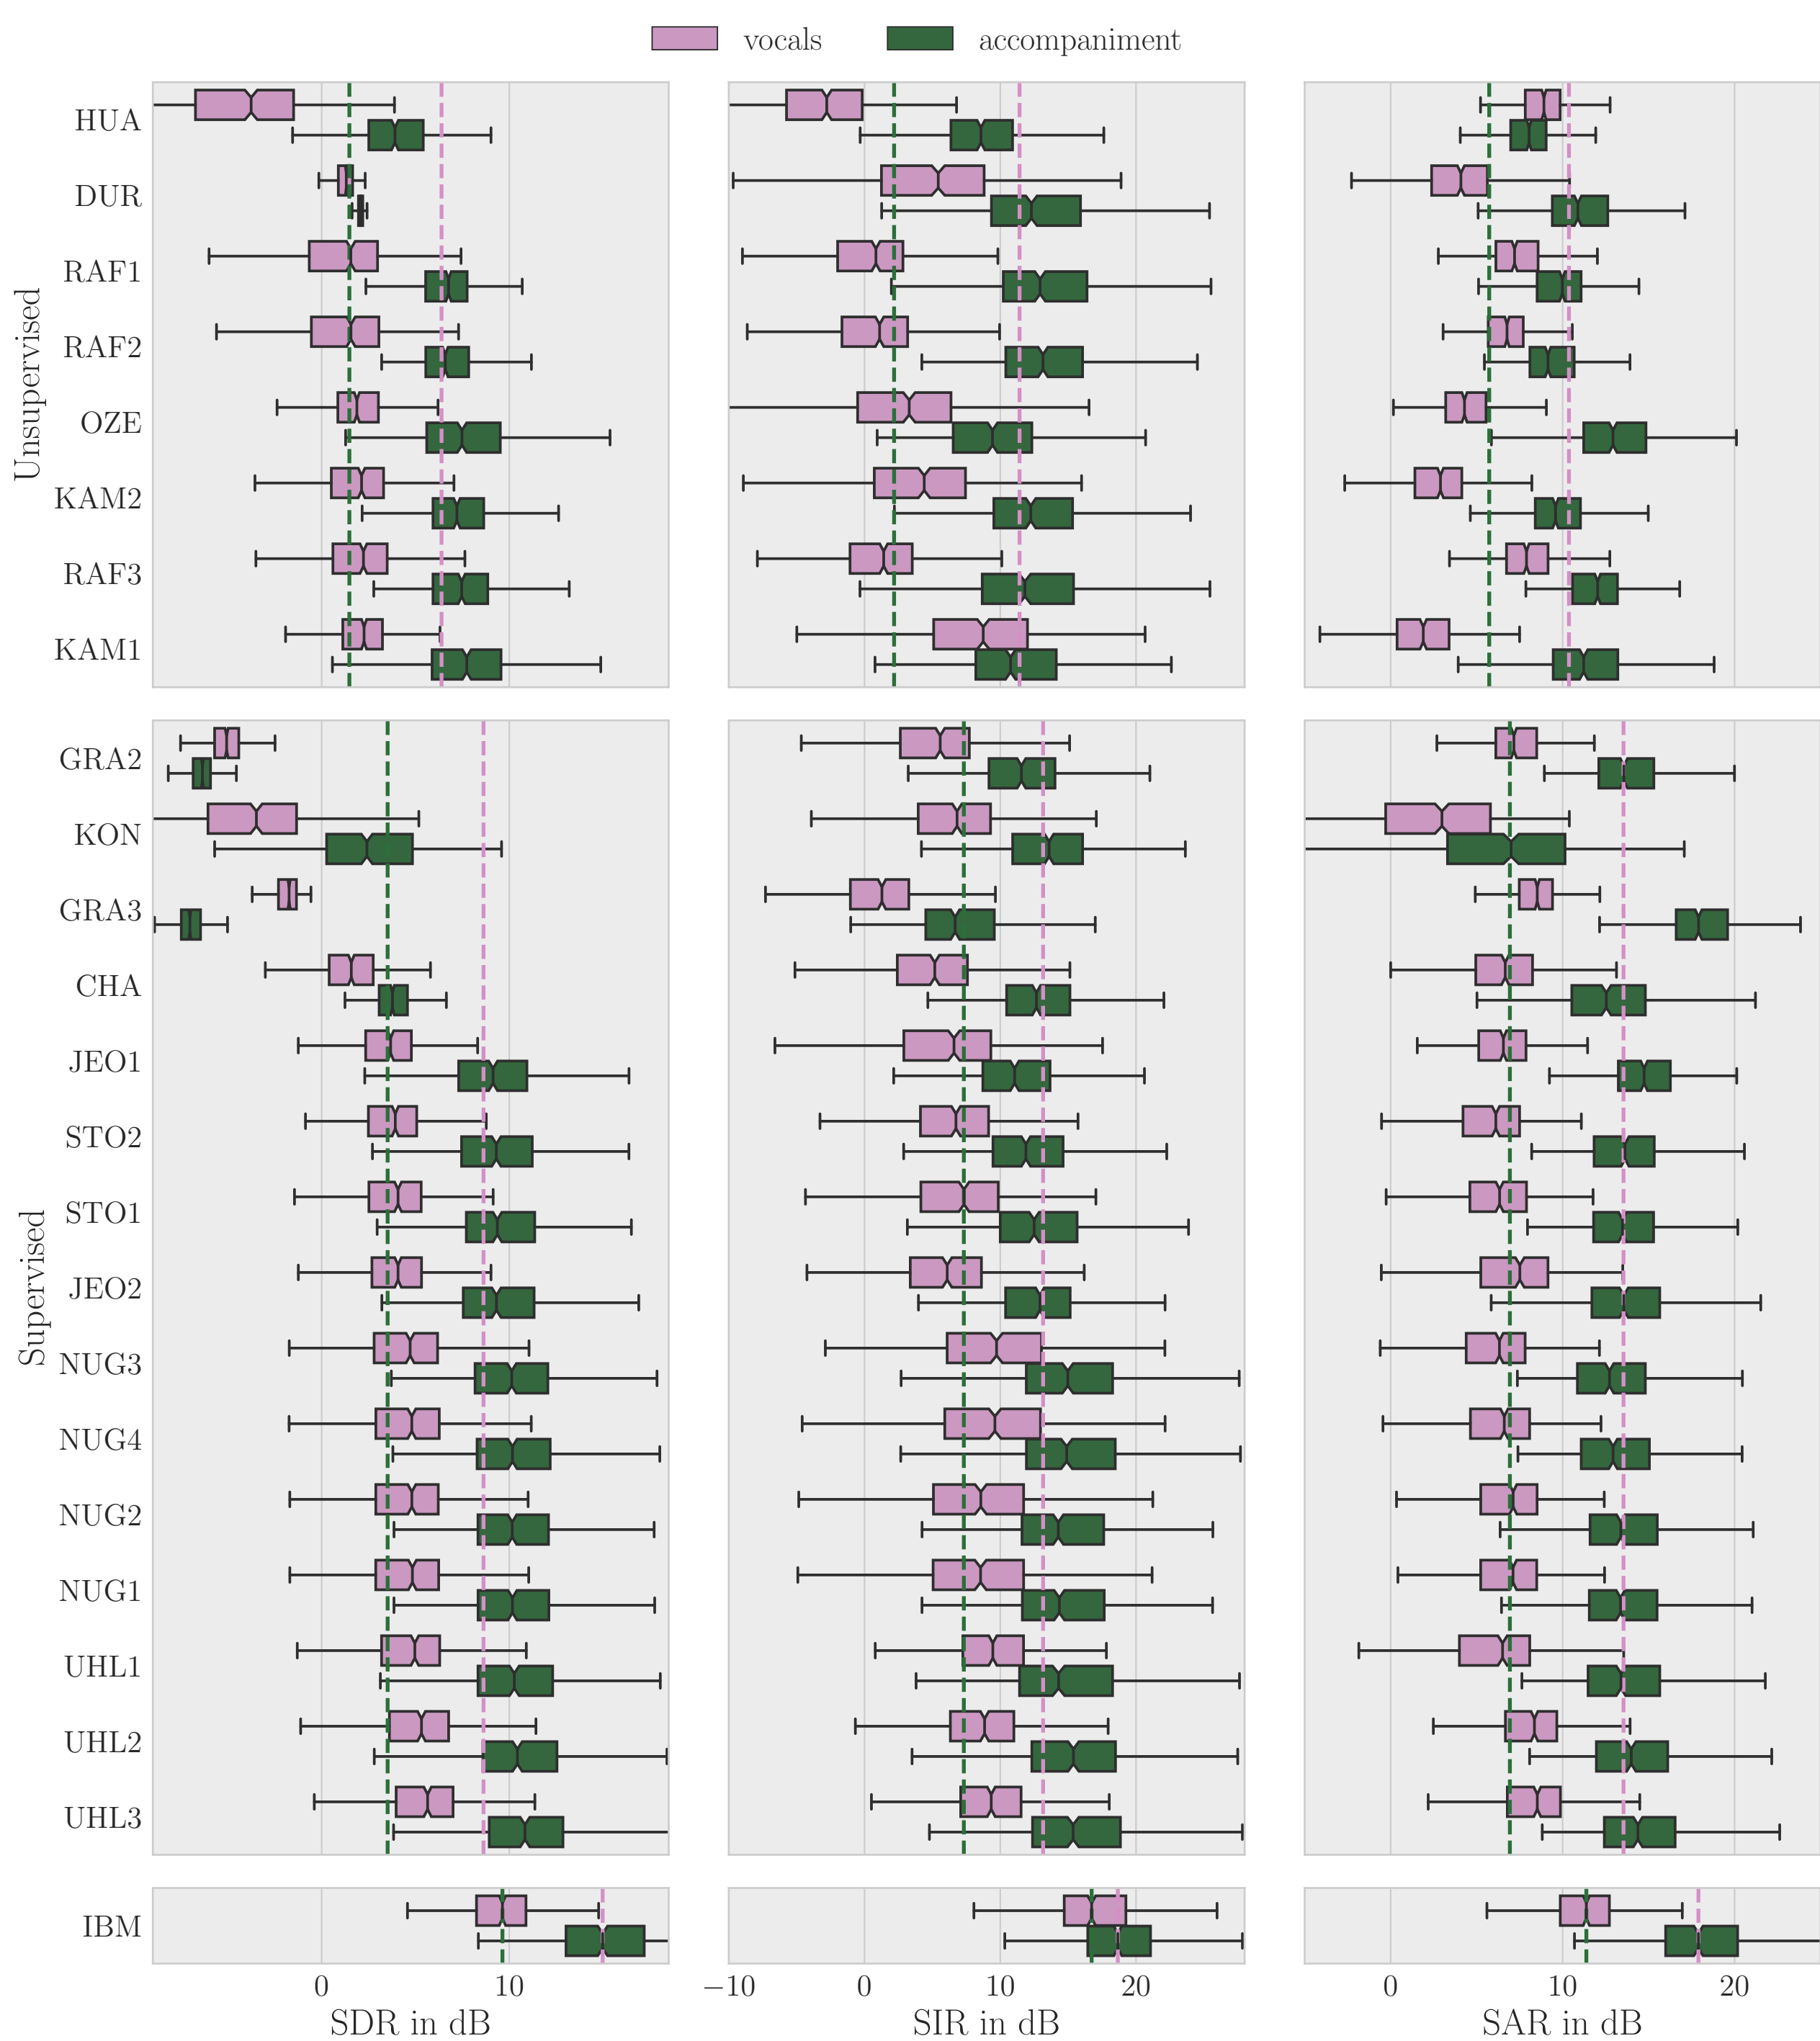 vocals accompaniment
Unsupervised
HUA
DUR
RAF1
RAF2
OZE
KAM2
RAF3
KAM1
Supervised
GRA2
KON
GRA3
CHA
JEO1
STO2
STO1
JEO2
NUG3
NUG4
NUG2
NUG1
UHL1
UHL2
UHL3
IBM
0 10 −10 0 10 20 0 10 20
SDR in dB SIR in dB SAR in dB